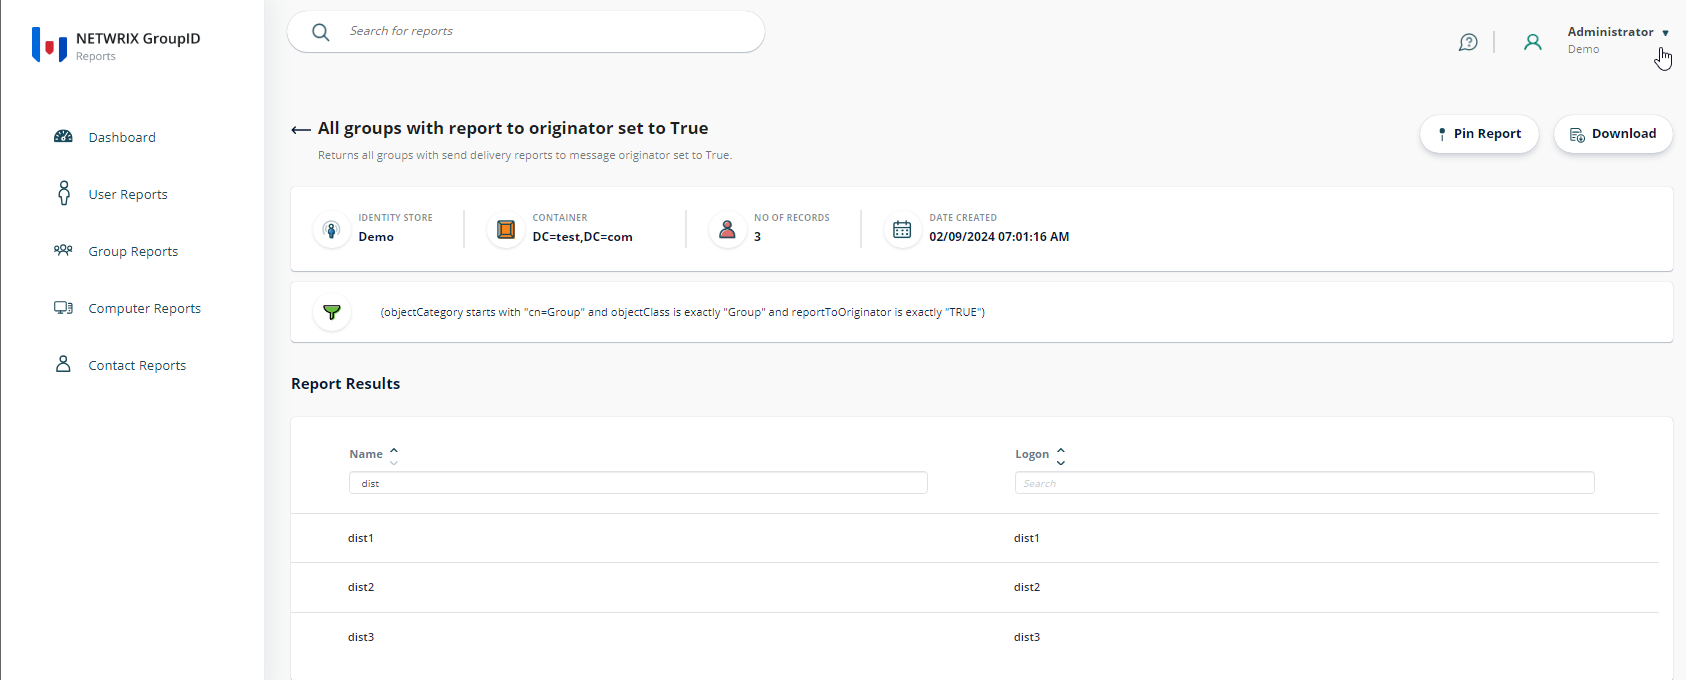 NETWRIX GroupID
Reports
Search for reports
Administrator
Demo
Dashboard
User Reports
Group Reports
Computer Reports
Contact Reports
All groups with report to originator set to True
Returns all groups with send delivery reports to message originator set to True.
Pin Report
Download
IDENTITY STORE
Demo
CONTAINER
DC=test,DC=com
NO OF RECORDS
3
DATE CREATED
02/09/2024 07:01:16 AM
(objectCategory starts with "cn=Group" and objectClass is exactly "Group" and reportToOriginator is exactly "TRUE")
Report Results
Name Logon
dist Search
dist1 dist1
dist2 dist2
dist3 dist3